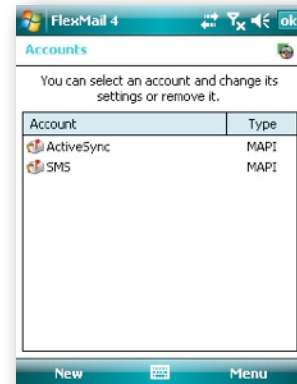 FlexMail 4 ok
Accounts
You can select an account and change its
settings or remove it.
Account Type
ActiveSync MAPI
SMS MAPI
New Menu